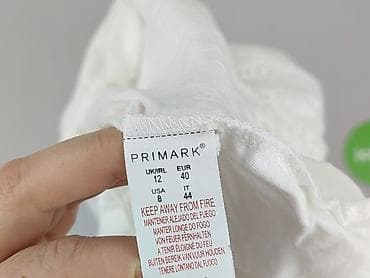 PRIMARK®
UK/IRL EUR
12 40
USA IT
8 44
KEEP AWAY FROM FIRE
MANTENER ALEJADO DEL FUEGO
MANTER LONGE DO FOGO
VON FEUER FERNHALTEN
A TENIR ÉLOIGNÉ DU FEU
BUITEN BEREIK VAN VUUR HOUDEN
TENERE LONTANO DAL FUOCO